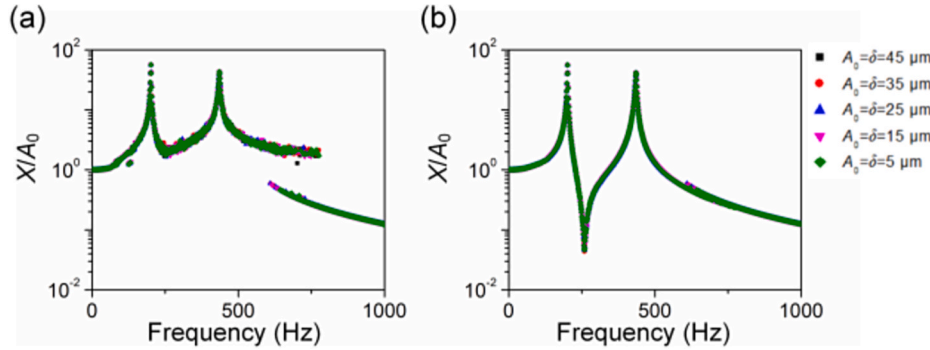 (a)
(b)
10²
10⁰
10⁻²
X/A₀
0
500
1000
Frequency (Hz)
10²
10⁰
10⁻²
X/A₀
0
500
1000
Frequency (Hz)
A₀=δ̂=45 µm
A₀=δ̂=35 µm
A₀=δ̂=25 µm
A₀=δ̂=15 µm
A₀=δ̂=5 µm